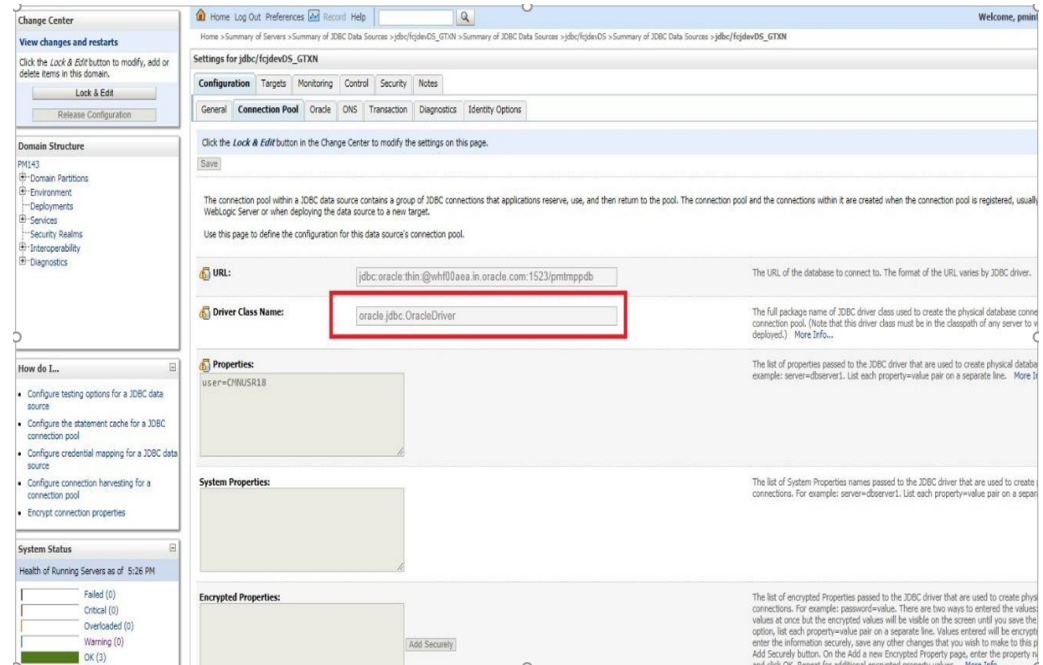 Change Center
View changes and restarts
Click the Lock & Edit button to modify, add or
delete items in this domain.
Lock & Edit
Release Configuration
Domain Structure
PM143
Domain Partitions
Environment
Deployments
Services
Security Realms
Interoperability
Diagnostics
How do I...
Configure testing options for a JDBC data
source
Configure the statement cache for a JDBC
connection pool
Configure credential mapping for a JDBC data
source
Configure connection harvesting for a
connection pool
Encrypt connection properties
System Status
Health of Running Servers as of 5:26 PM
Failed (0)
Critical (0)
Overloaded (0)
Warning (0)
OK (3)
Home Log Out Preferences Record Help
Welcome, pmin
Home >Summary of Servers >Summary of JDBC Data Sources >jdbc/fcjdevDS_GTXN >Summary of JDBC Data Sources >jdbc/fcjdevDS >Summary of JDBC Data Sources >jdbc/fcjdevDS_GTXN
Settings for jdbc/fcjdevDS_GTXN
Configuration Targets Monitoring Control Security Notes
General Connection Pool Oracle ONS Transaction Diagnostics Identity Options
Click the Lock & Edit button in the Change Center to modify the settings on this page.
Save
The connection pool within a JDBC data source contains a group of JDBC connections that applications reserve, use, and then return to the pool. The connection pool and the connections within it are created when the connection pool is registered, usually
WebLogic Server or when deploying the data source to a new target.
Use this page to define the configuration for this data source's connection pool.
URL:
jdbc:oracle:thin:@whf00aea.in.oracle.com:1523/pmtmppdb
The URL of the database to connect to. The format of the URL varies by JDBC driver.
Driver Class Name:
oracle.jdbc.OracleDriver
The full package name of JDBC driver class used to create the physical database conne
connection pool. (Note that this driver class must be in the classpath of any server to w
deployed.) More Info...
Properties:
user=CMNUSR18
The list of properties passed to the JDBC driver that are used to create physical databa
example: server=dbserver1. List each property=value pair on a separate line. More I
System Properties:
The list of System Properties names passed to the JDBC driver that are used to create
connections. For example: server=dbserver1. List each property=value pair on a separ
Encrypted Properties:
Add Securely
The list of encrypted Properties passed to the JDBC driver that are used to create phys
connections. For example: password=value. There are two ways to entered the values:
values at once but the encrypted values will be visible on the screen until you save the
option, list each property=value pair on a separate line. Values entered will be encrypt
enter the information securely, save any other changes that you wish to make to this p
Add Securely button. On the Add a new Encrypted Property page, enter the property n
and click OK. Repeat for additional encrypted property values. More Info